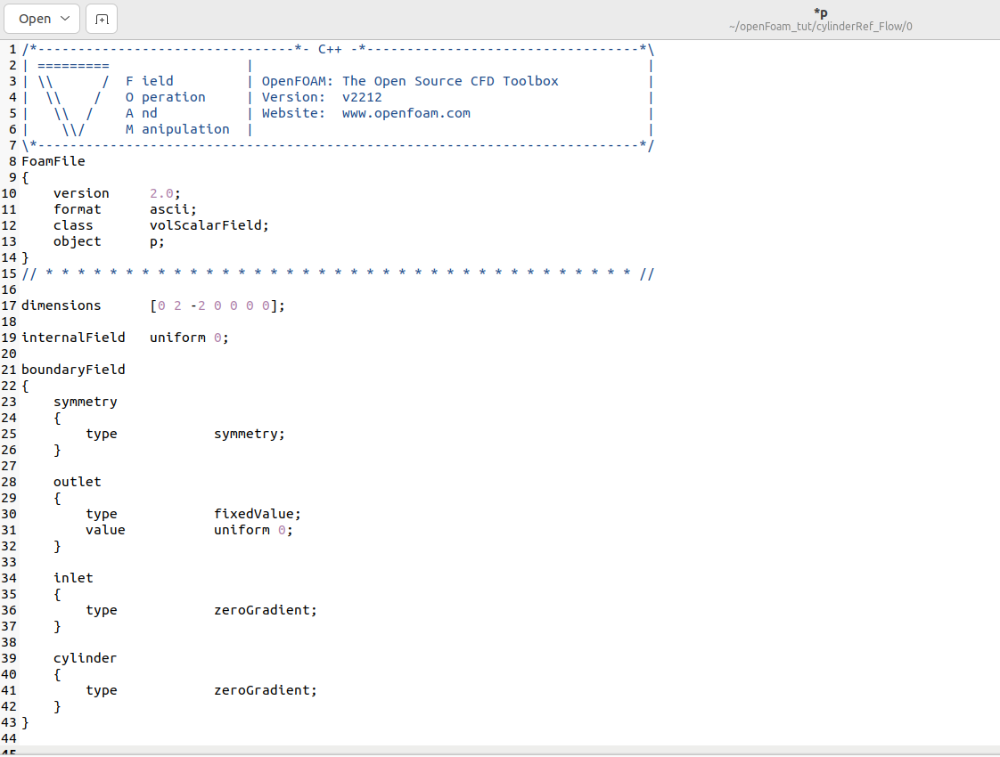 Open
*p
~/openFoam_tut/cylinderRef_Flow/0
1 /*--------------------------------*- C++ -*----------------------------------*\
2 | =========                 |                                                 |
3 | \\      /  F ield         | OpenFOAM: The Open Source CFD Toolbox           |
4 |  \\    /   O peration     | Version:  v2212                                 |
5 |   \\  /    A nd           | Website:  www.openfoam.com                      |
6 |    \\/     M anipulation  |                                                 |
7 \*---------------------------------------------------------------------------*/
8 FoamFile
9 {
10     version     2.0;
11     format      ascii;
12     class       volScalarField;
13     object      p;
14 }
15 // * * * * * * * * * * * * * * * * * * * * * * * * * * * * * * * * * * * * * //
16
17 dimensions      [0 2 -2 0 0 0 0];
18
19 internalField   uniform 0;
20
21 boundaryField
22 {
23     symmetry
24     {
25         type            symmetry;
26     }
27
28     outlet
29     {
30         type            fixedValue;
31         value           uniform 0;
32     }
33
34     inlet
35     {
36         type            zeroGradient;
37     }
38
39     cylinder
40     {
41         type            zeroGradient;
42     }
43 }
44
45